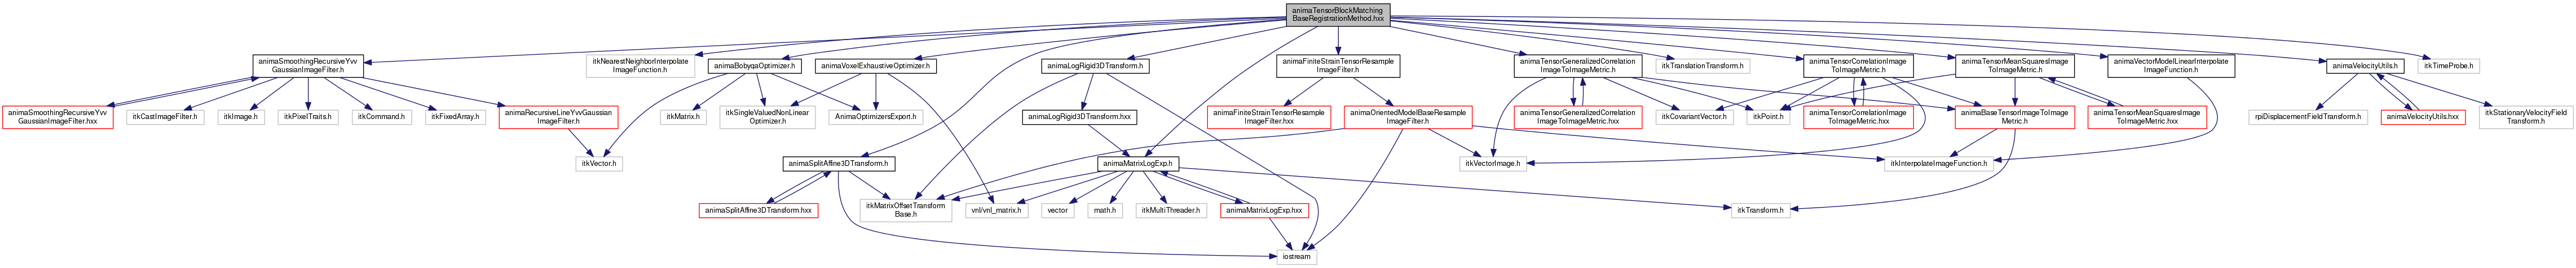 animaTensorBlockMatching
BaseRegistrationMethod.hxx
animaSmoothingRecursiveYvv
GaussianImageFilter.h
itkNearestNeighborInterpolate
ImageFunction.h
animaBobyqaOptimizer.h
animaVoxelExhaustiveOptimizer.h
animaLogRigid3DTransform.h
animaFiniteStrainTensorResample
ImageFilter.h
animaTensorGeneralizedCorrelation
ImageToImageMetric.h
itkTranslationTransform.h
animaTensorCorrelationImage
ToImageMetric.h
animaTensorMeanSquaresImage
ToImageMetric.h
animaVectorModelLinearInterpolate
ImageFunction.h
animaVelocityUtils.h
itkTimeProbe.h
animaSmoothingRecursiveYvv
GaussianImageFilter.hxx
itkCastImageFilter.h
itkImage.h
itkPixelTraits.h
itkCommand.h
itkFixedArray.h
animaRecursiveLineYvvGaussian
ImageFilter.h
itkMatrix.h
itkSingleValuedNonLinear
Optimizer.h
AnimaOptimizersExport.h
animaLogRigid3DTransform.hxx
animaFiniteStrainTensorResample
ImageFilter.hxx
animaOrientedModelBaseResample
ImageFilter.h
animaTensorGeneralizedCorrelation
ImageToImageMetric.hxx
itkCovariantVector.h
itkPoint.h
animaTensorCorrelationImage
ToImageMetric.hxx
animaBaseTensorImageToImage
Metric.h
animaTensorMeanSquaresImage
ToImageMetric.hxx
rpiDisplacementFieldTransform.h
animaVelocityUtils.hxx
itkStationaryVelocityField
Transform.h
itkVector.h
animaSplitAffine3DTransform.h
animaMatrixLogExp.h
itkVectorImage.h
itkInterpolateImageFunction.h
animaSplitAffine3DTransform.hxx
itkMatrixOffsetTransform
Base.h
vnl/vnl_matrix.h
vector
math.h
itkMultiThreader.h
animaMatrixLogExp.hxx
itkTransform.h
iostream